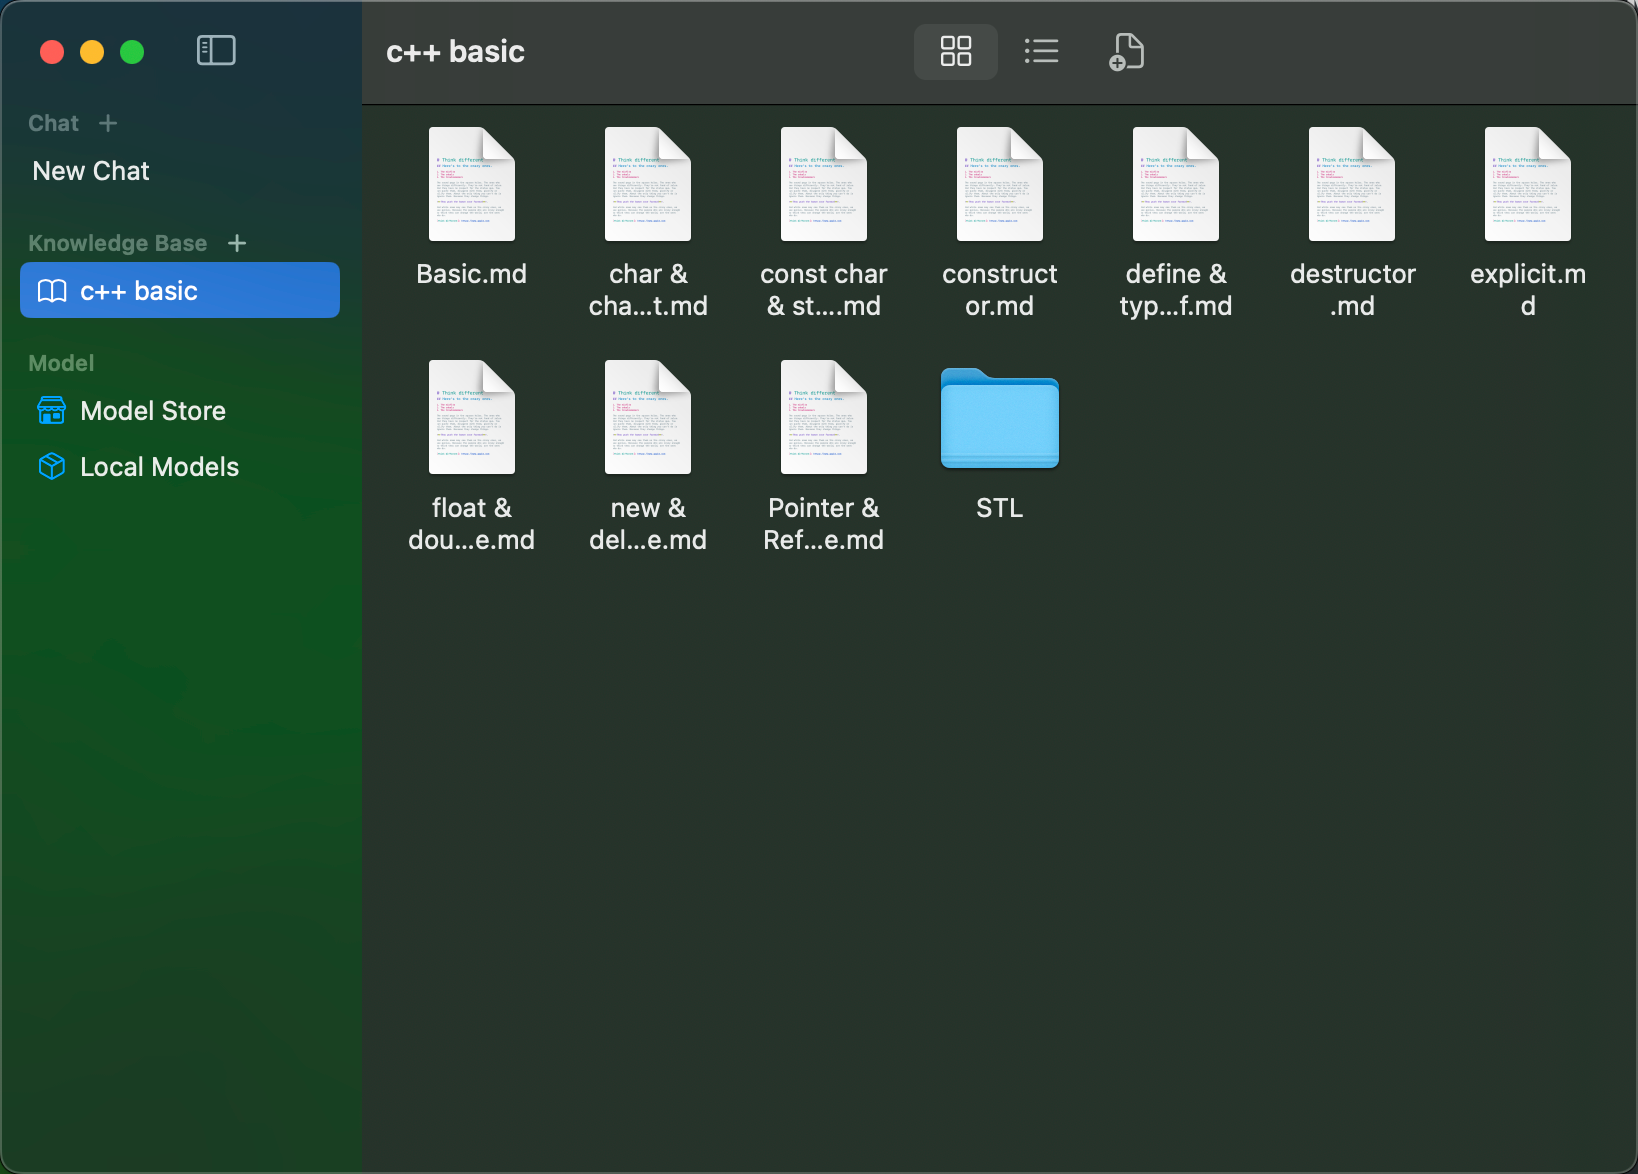 c++ basic
Chat
New Chat
Knowledge Base
c++ basic
Model
Model Store
Local Models
Basic.md
char &
cha...t.md
const char
& st....md
construct
or.md
define &
typ...f.md
destructor
.md
explicit.m
d
float &
dou...e.md
new &
del...e.md
Pointer &
Ref...e.md
STL